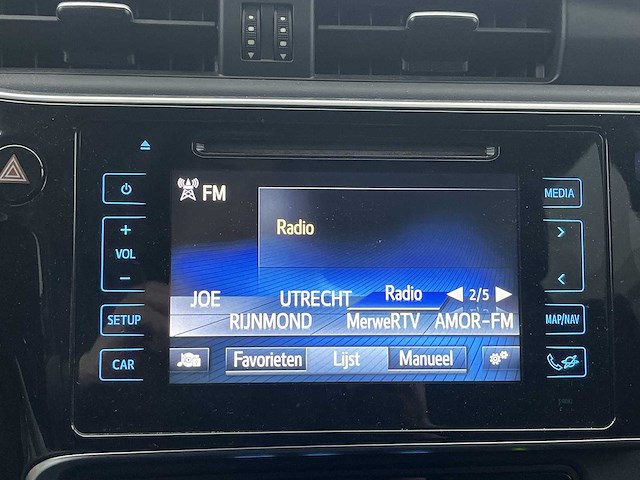 FM
MEDIA
Radio
+
VOL
−
JOE UTRECHT Radio 2/5
SETUP RIJNMOND MerweRTV AMOR-FM MAP/NAV
CAR Favorieten Lijst Manueel